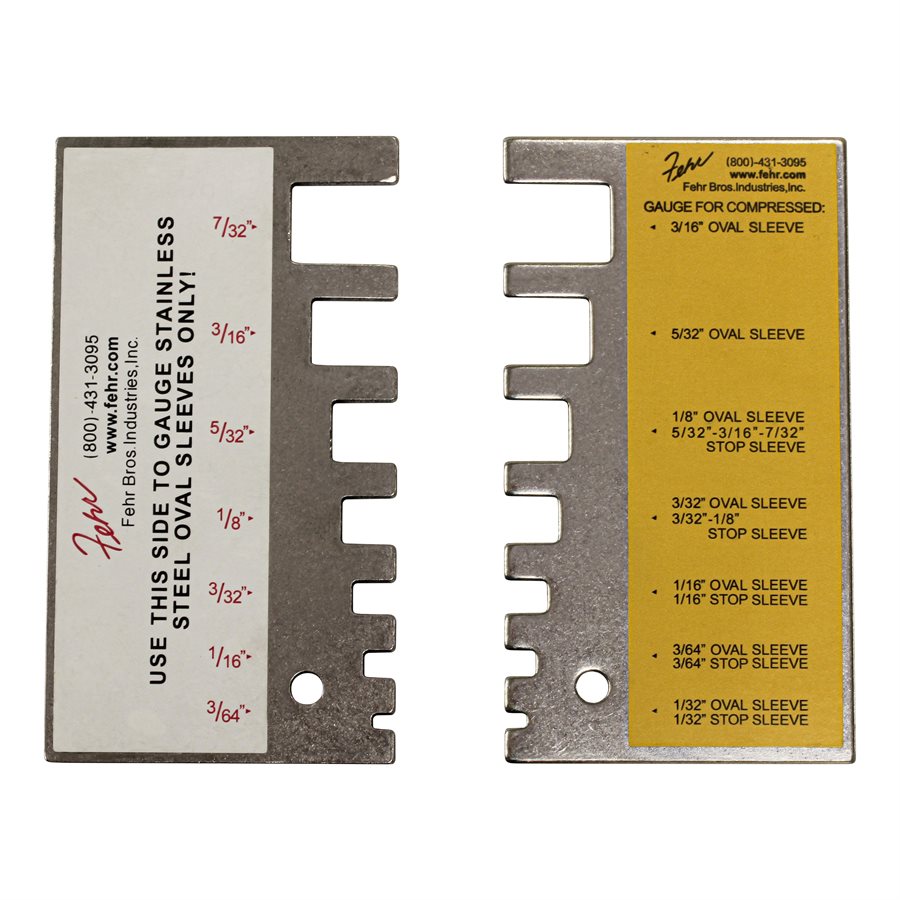 7/32"
3/16"
5/32"
1/8"
3/32"
1/16"
3/64"
USE THIS SIDE TO GAUGE STAINLESS
STEEL OVAL SLEEVES ONLY!
Fehr
(800)-431-3095
www.fehr.com
Fehr Bros.Industries,Inc.
Fehr
(800)-431-3095
www.fehr.com
Fehr Bros.Industries,Inc.
GAUGE FOR COMPRESSED:
3/16" OVAL SLEEVE
5/32" OVAL SLEEVE
1/8" OVAL SLEEVE
5/32"-3/16"-7/32"
STOP SLEEVE
3/32" OVAL SLEEVE
3/32"-1/8"
STOP SLEEVE
1/16" OVAL SLEEVE
1/16" STOP SLEEVE
3/64" OVAL SLEEVE
3/64" STOP SLEEVE
1/32" OVAL SLEEVE
1/32" STOP SLEEVE